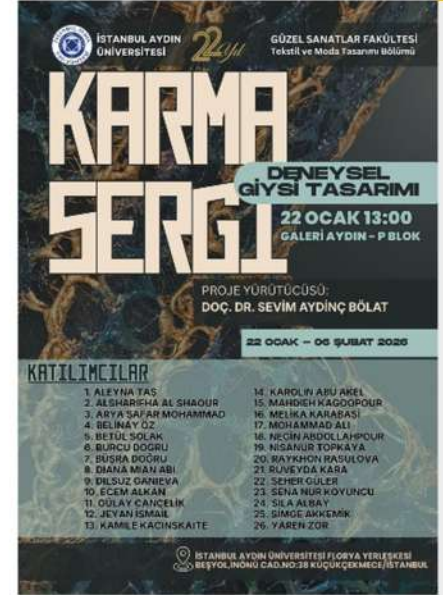 İSTANBUL AYDIN
ÜNİVERSİTESİ
22.Yıl
GÜZEL SANATLAR FAKÜLTESİ
Tekstil ve Moda Tasarımı Bölümü
KARMA
SERGİ
DENEYSEL
GİYSİ TASARIMI
22 OCAK 13:00
GALERİ AYDIN - P BLOK
PROJE YÜRÜTÜCÜSÜ:
DOÇ. DR. SEVİM AYDİNÇ BÖLAT
22 OCAK - 06 ŞUBAT 2026
KATILIMCILAR
1. ALEYNA TAŞ
2. ALSHARIFHA AL SHAOUR
3. ARYA SAFAR MOHAMMAD
4. BELİNAY ÖZ
5. BETÜL SOLAK
6. BURCU DOĞRU
7. BÜŞRA DOĞRU
8. DIANA MIAN ABI
9. DILSUZ GANIEVA
10. ECEM ALKAN
11. GÜLAY CANÇELİK
12. JEYAN ISMAIL
13. KAMILE KACINSKAITE
14. KAROLIN ABU AKEL
15. MAHDIEH KAGOOPOUR
16. MELIKA KARABASI
17. MOHAMMAD ALI
18. NEGIN ABDOLLAHPOUR
19. NİSANUR TOPKAYA
20. RAYKHON RASULOVA
21. RUVEYDA KARA
22. SEHER GÜLER
23. SENA NUR KOYUNCU
24. SILA ALBAY
25. SİMGE AKKEMİK
26. YAREN ZOR
İSTANBUL AYDIN ÜNİVERSİTESİ FLORYA YERLEŞKESİ
BEŞYOL,İNÖNÜ CAD.NO:38 KÜÇÜKÇEKMECE/İSTANBUL